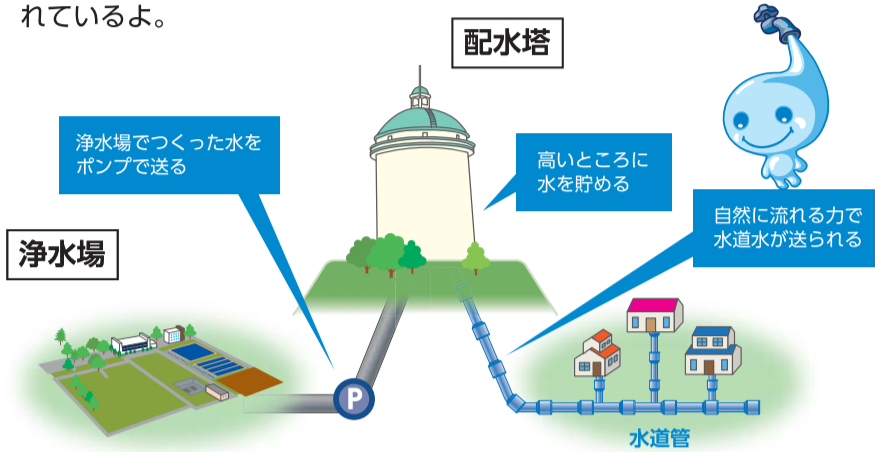 れているよ。
配水塔
浄水場でつくった水を
ポンプで送る
高いところに
水を貯める
自然に流れる力で
水道水が送られる
浄水場
P
水道管